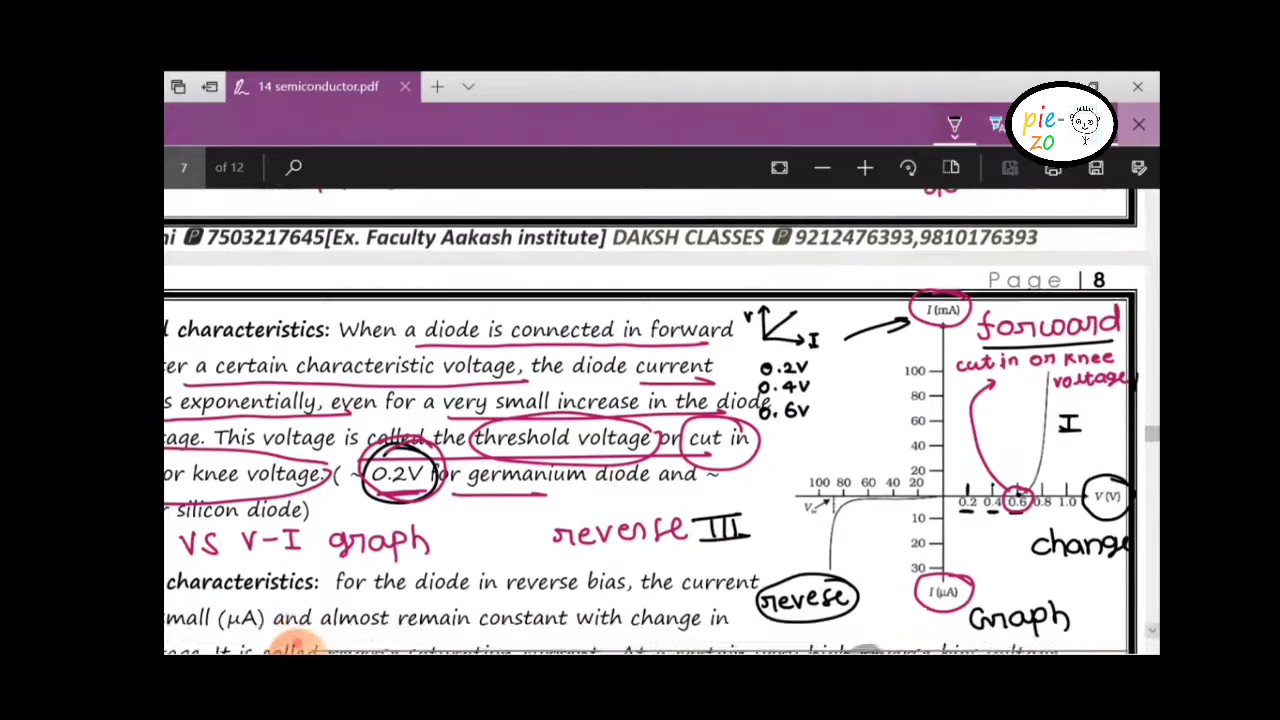 14 semiconductor.pdf
pie-
zo
7 of 12
ni 7503217645[Ex. Faculty Aakash institute] DAKSH CLASSES 9212476393,9810176393
Page | 8
l characteristics: When a diode is connected in forward
er a certain characteristic voltage, the diode current
s exponentially, even for a very small increase in the diode
tage. This voltage is called the threshold voltage or cut in
or knee voltage. ( ~ 0.2V for germanium diode and ~
r silicon diode)
VS V-I graph
reverse III
characteristics: for the diode in reverse bias, the current
small (μA) and almost remain constant with change in
V
I
0.2V
0.4V
0.6V
I (mA)
forward
cut in or knee
voltage
I
100
80
60
40
20
100 80 60 40 20
0.2 0.4 0.6 0.8 1.0 V (V)
10
20
30
I (μA)
change
revese
Graph